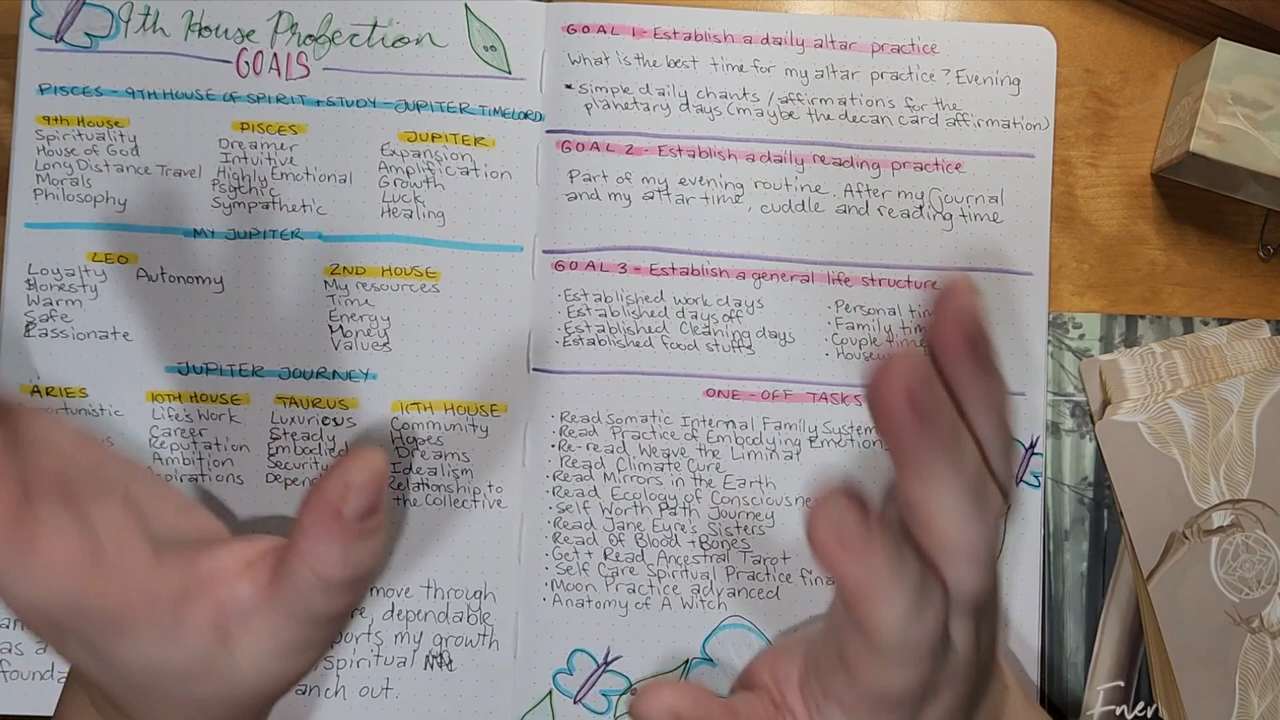 9th House Profection
GOALS
PISCES - 9TH HOUSE OF SPIRIT + STUDY - JUPITER TIMELORD
9th House
Spirituality
House of God
Long Distance Travel
Morals
Philosophy
PISCES
Dreamer
Intuitive
Highly Emotional
Psychic
Sympathetic
JUPITER
Expansion
Amplification
Growth
Luck
Healing
MY JUPITER
LEO
Loyalty
Honesty
Warm
Safe
Passionate
Autonomy
2ND HOUSE
My resources
Time
Energy
Money
Values
JUPITER JOURNEY
ARIES
10TH HOUSE
Life's Work
Career
Reputation
Ambition
TAURUS
Luxurious
Steady
Embodied
Security
11TH HOUSE
Community
Hopes
Dreams
Idealism
Relationship to
the Collective
move through
dependable
my growth
spiritual
out.
as a
GOAL 1 - Establish a daily altar practice
What is the best time for my altar practice? Evening
* simple daily chants / affirmations for the
planetary days (maybe the decan card affirmation)
GOAL 2 - Establish a daily reading practice
Part of my evening routine. After my journal
and my altar time, cuddle and reading time
GOAL 3 - Establish a general life structure
· Established work days
· Established days off
· Established Cleaning days
· Established food stuffs
· Personal
· Family
· Couple time
ONE-OFF TASKS
· Read Somatic Internal Family System
· Read Practice of Embodying Emotion
· Re-read Weave the Liminal
· Read Climate Cure
· Read Mirrors in the Earth
· Read Ecology of
· Self Worth Path Journey
· Read Jane Eyre's Sisters
· Read Of Blood + Bones
· Get + Read Ancestral Tarot
· Self Care Spiritual Practice
· Moon Practice advanced
· Anatomy of A Witch